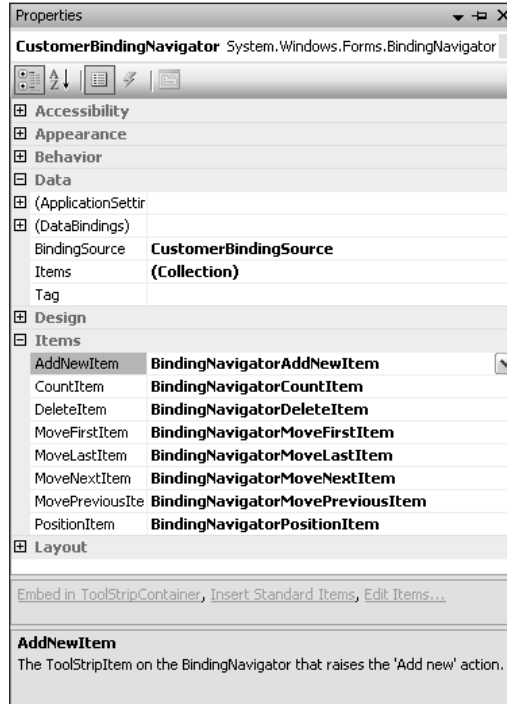 Properties
CustomerBindingNavigator System.Windows.Forms.BindingNavigator
Accessibility
Appearance
Behavior
Data
(ApplicationSettir
(DataBindings)
BindingSource CustomerBindingSource
Items (Collection)
Tag
Design
Items
AddNewItem BindingNavigatorAddNewItem
CountItem BindingNavigatorCountItem
DeleteItem BindingNavigatorDeleteItem
MoveFirstItem BindingNavigatorMoveFirstItem
MoveLastItem BindingNavigatorMoveLastItem
MoveNextItem BindingNavigatorMoveNextItem
MovePreviousIte BindingNavigatorMovePreviousItem
PositionItem BindingNavigatorPositionItem
Layout
Embed in ToolStripContainer, Insert Standard Items, Edit Items...
AddNewItem
The ToolStripItem on the BindingNavigator that raises the 'Add new' action.